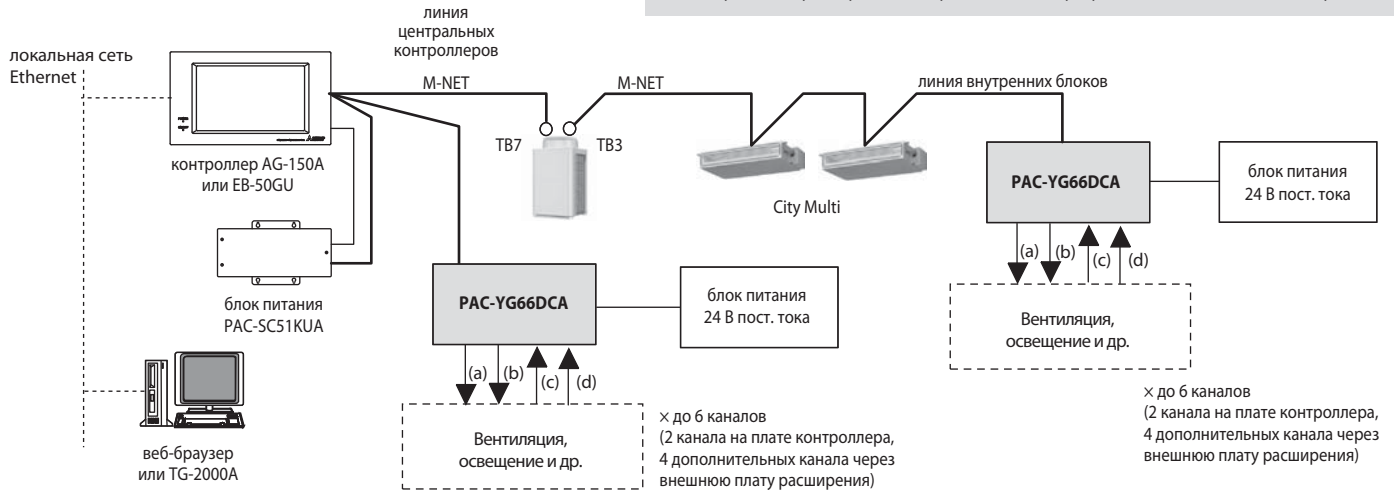 линия
центральных
контроллеров
локальная сеть
Ethernet
M-NET
M-NET
линия внутренних блоков
TB7
TB3
контроллер AG-150A
или EB-50GU
City Multi
PAC-YG66DCA
блок питания
24 В пост. тока
(a)
(b)
(c)
(d)
Вентиляция,
освещение и др.
× до 6 каналов
(2 канала на плате контроллера,
4 дополнительных канала через
внешнюю плату расширения)
блок питания
PAC-SC51KUA
PAC-YG66DCA
блок питания
24 В пост. тока
(a)
(b)
(c)
(d)
Вентиляция,
освещение и др.
× до 6 каналов
(2 канала на плате контроллера,
4 дополнительных канала через
внешнюю плату расширения)
веб-браузер
или TG-2000A